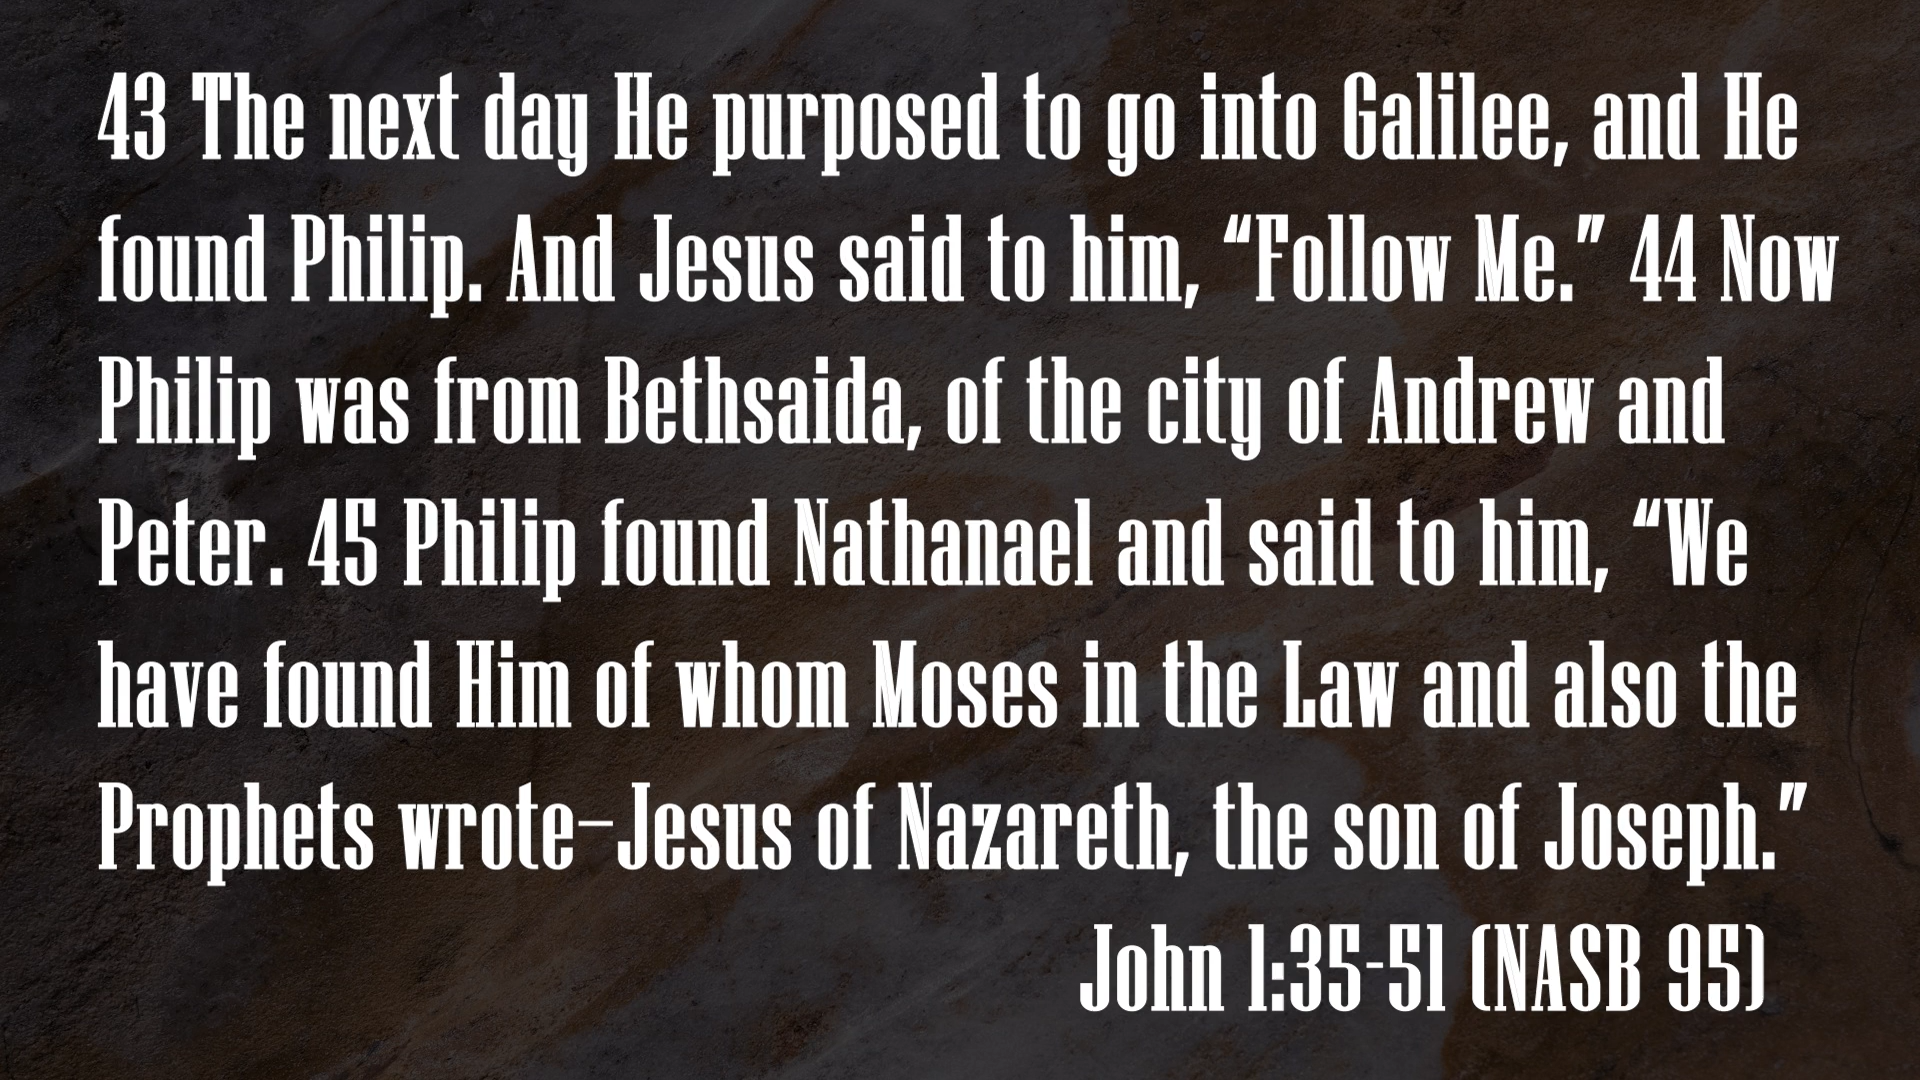 43 The next day He purposed to go into Galilee, and He
found Philip. And Jesus said to him, “Follow Me.” 44 Now
Philip was from Bethsaida, of the city of Andrew and
Peter. 45 Philip found Nathanael and said to him, “We
have found Him of whom Moses in the Law and also the
Prophets wrote—Jesus of Nazareth, the son of Joseph.”
John 1:35-51 (NASB 95)